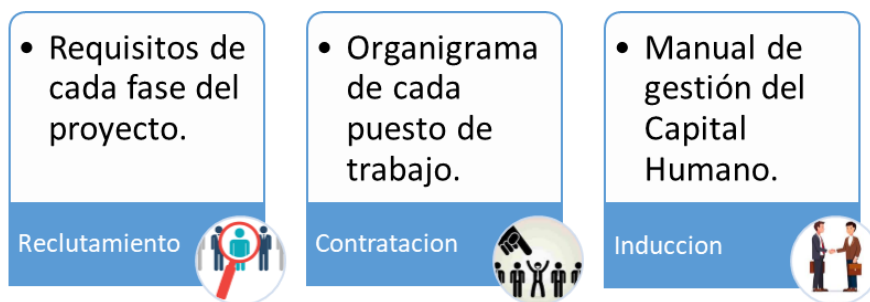 • Requisitos de
cada fase del
proyecto.
Reclutamiento
• Organigrama
de cada
puesto de
trabajo.
Contratacion
• Manual de
gestión del
Capital
Humano.
Induccion